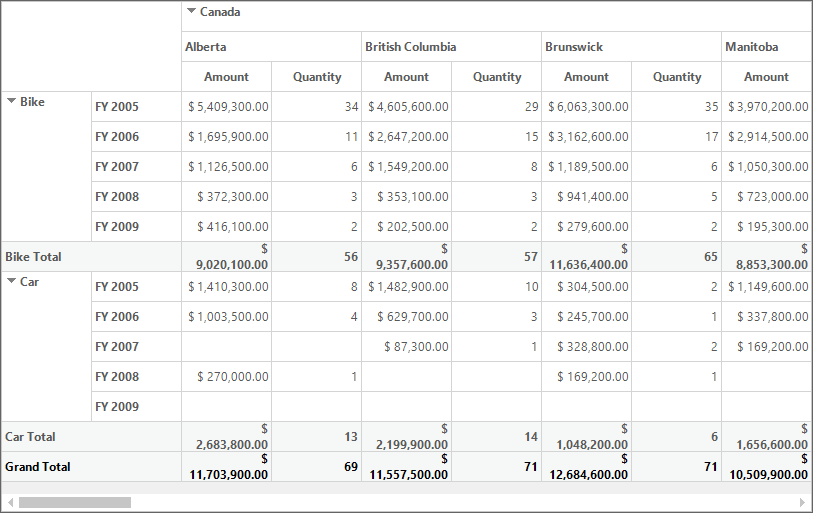 Canada
Alberta British Columbia Brunswick Manitoba
Amount Quantity Amount Quantity Amount Quantity Amount
Bike FY 2005 $ 5,409,300.00 34 $ 4,605,600.00 29 $ 6,063,300.00 35 $ 3,970,200.00
FY 2006 $ 1,695,900.00 11 $ 2,647,200.00 15 $ 3,162,600.00 17 $ 2,914,500.00
FY 2007 $ 1,126,500.00 6 $ 1,549,200.00 8 $ 1,189,500.00 6 $ 1,050,300.00
FY 2008 $ 372,300.00 3 $ 353,100.00 3 $ 941,400.00 5 $ 723,000.00
FY 2009 $ 416,100.00 2 $ 202,500.00 2 $ 279,600.00 2 $ 195,300.00
Bike Total $ 9,020,100.00 56 $ 9,357,600.00 57 $ 11,636,400.00 65 $ 8,853,300.00
Car FY 2005 $ 1,410,300.00 8 $ 1,482,900.00 10 $ 304,500.00 2 $ 1,149,600.00
FY 2006 $ 1,003,500.00 4 $ 629,700.00 3 $ 245,700.00 1 $ 337,800.00
FY 2007 $ 87,300.00 1 $ 328,800.00 2 $ 169,200.00
FY 2008 $ 270,000.00 1 $ 169,200.00 1
FY 2009
Car Total $ 2,683,800.00 13 $ 2,199,900.00 14 $ 1,048,200.00 6 $ 1,656,600.00
Grand Total $ 11,703,900.00 69 $ 11,557,500.00 71 $ 12,684,600.00 71 $ 10,509,900.00